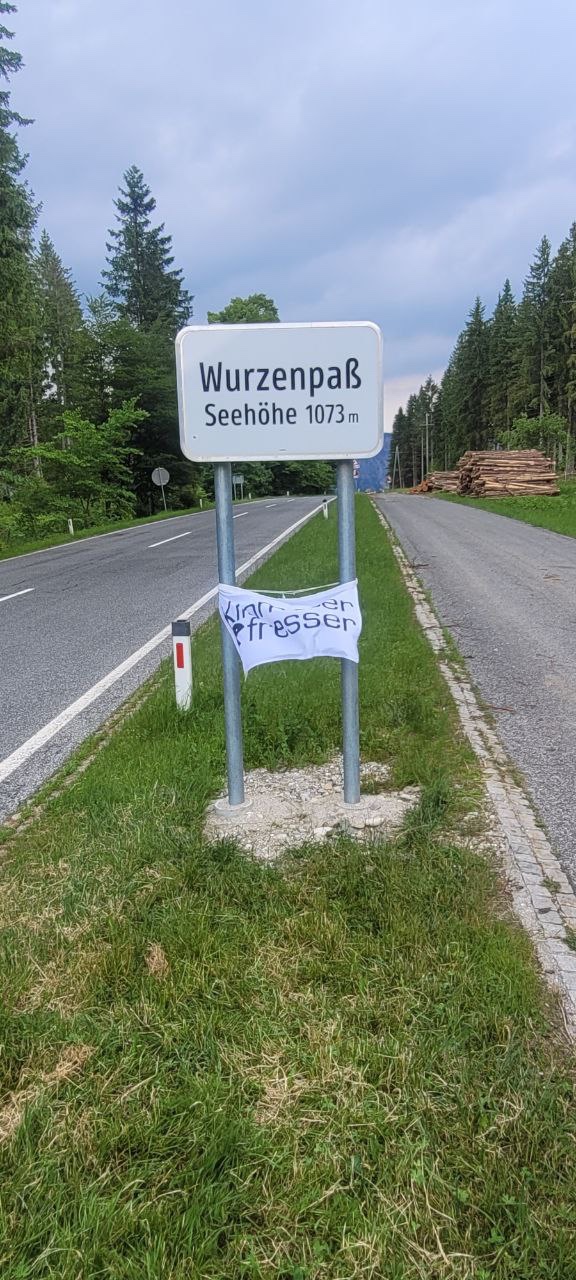 Wurzenpaß
Seehöhe 1073 m
fresser